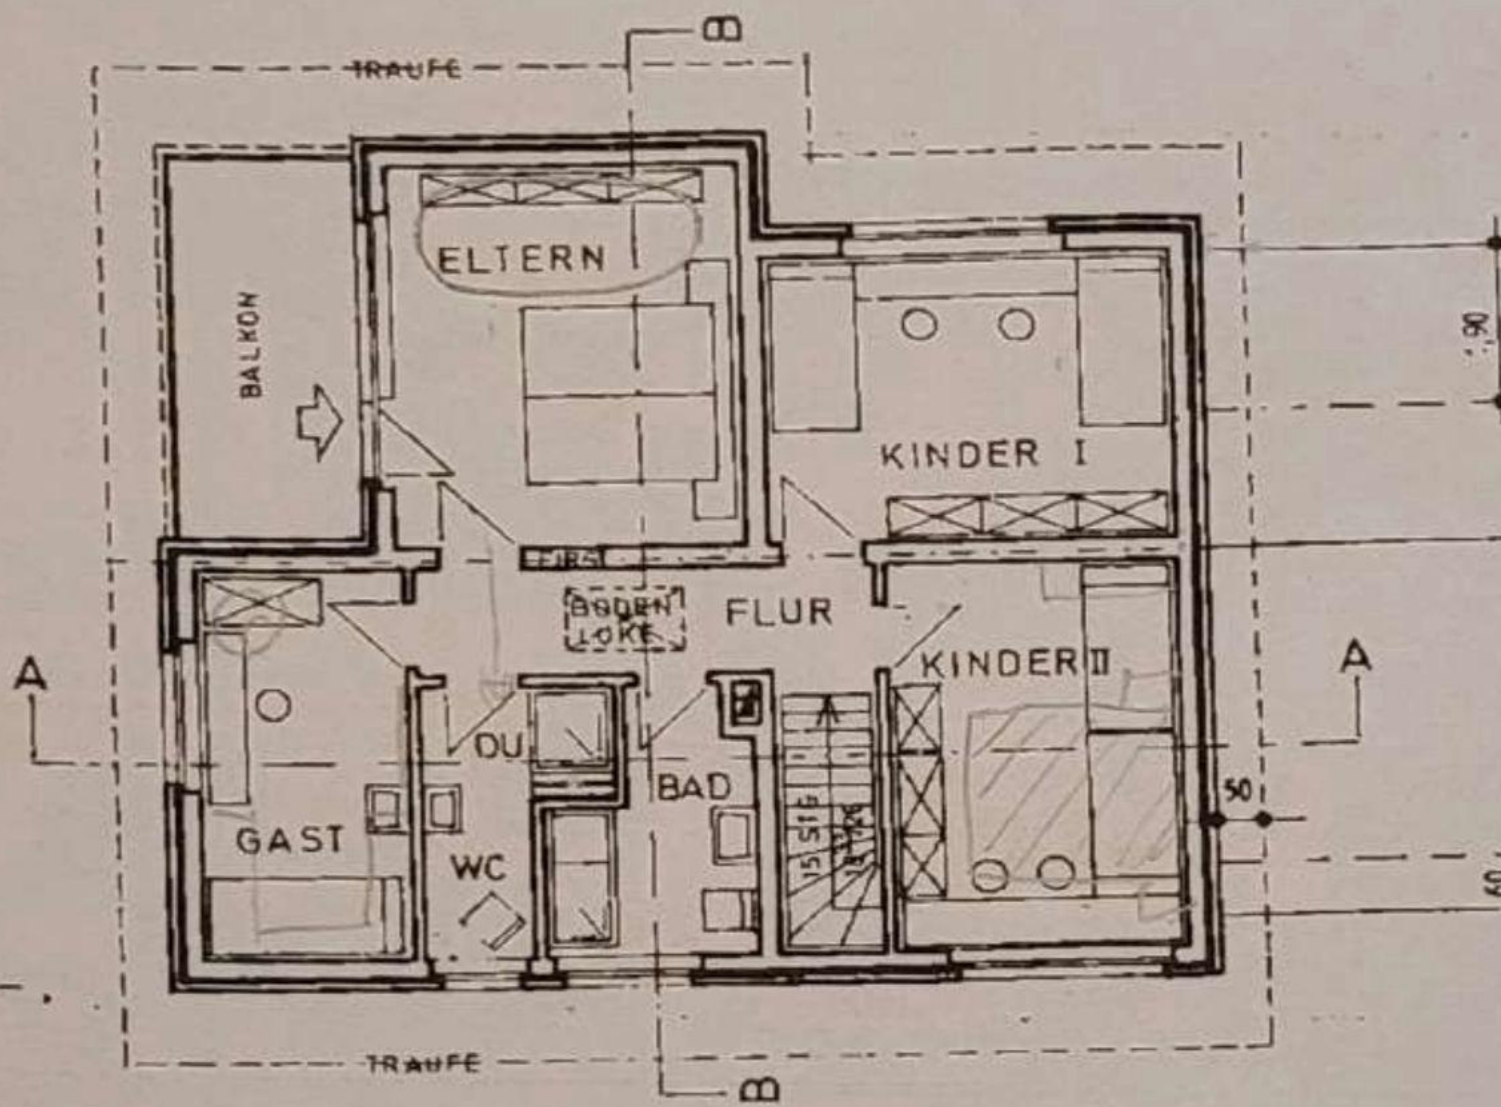 B
TRAUFE
ELTERN
BALKON
KINDER I
FIRST
BODEN
LUKE
FLUR
A
KINDER II
A
DU
BAD
50
GAST
WC
15 STG
60
TRAUFE
B